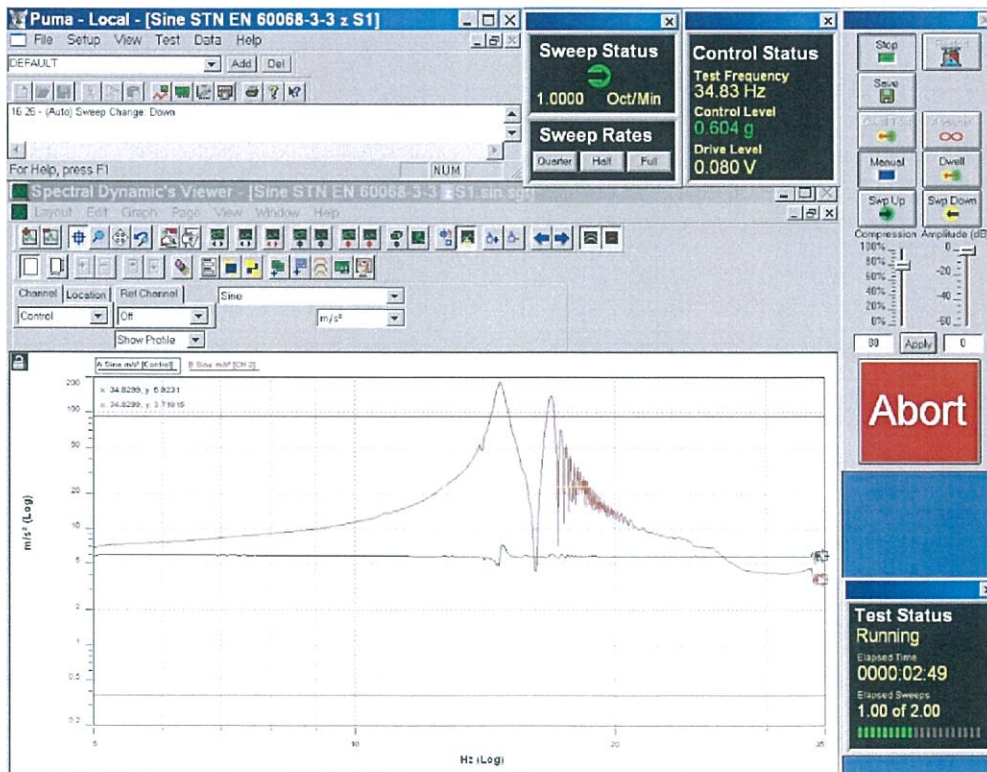 Puma - Local - [Sine STN EN 60068-3-3 z S1]
File Setup View Test Data Help
DEFAULT
Add Del
16:26 - (Auto) Sweep Change: Down
For Help, press F1
NUM
Sweep Status
1.0000 Oct/Min
Sweep Rates
Quarter Half Full
Control Status
Test Frequency
34.83 Hz
Control Level
0.604 g
Drive Level
0.080 V
Stop
Save
Manual Dwell
Swp Up Swp Down
Compression Amplitude (dB
100%
80%
60%
40%
20%
0%
0
-20
-40
-60
80 Apply 0
Abort
Spectral Dynamic's Viewer - [Sine STN EN 60068-3-3 z S1.sin.sg
Layout Edit Graph Page View Window Help
Channel Location Ref Channel Sine
Control Off m/s²
Show Profile
A Sine m/s² [Control] B Sine m/s² [CH 2]
x: 34.8299, y: 5.9231
x: 34.8299, y: 3.71815
200
100
50
20
10
5
2
1
0.5
0.2
m/s² (Log)
5 10 20 35
Hz (Log)
Test Status
Running
Elapsed Time
0000:02:49
Elapsed Sweeps
1.00 of 2.00